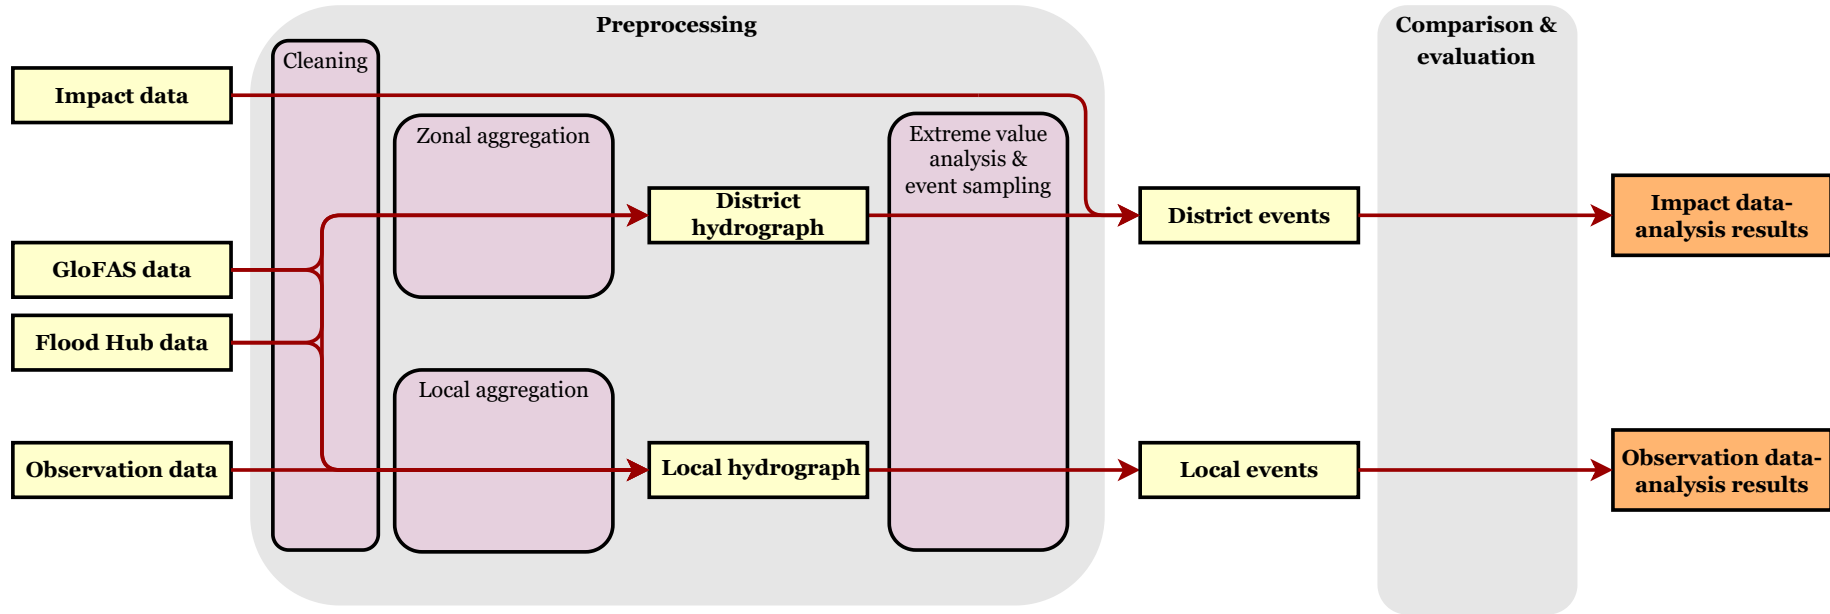 Preprocessing
Comparison &
evaluation
Cleaning
Impact data
Zonal aggregation
Extreme value
analysis &
event sampling
District
hydrograph
District events
Impact data-
analysis results
GloFAS data
Flood Hub data
Local aggregation
Observation data
Local hydrograph
Local events
Observation data-
analysis results